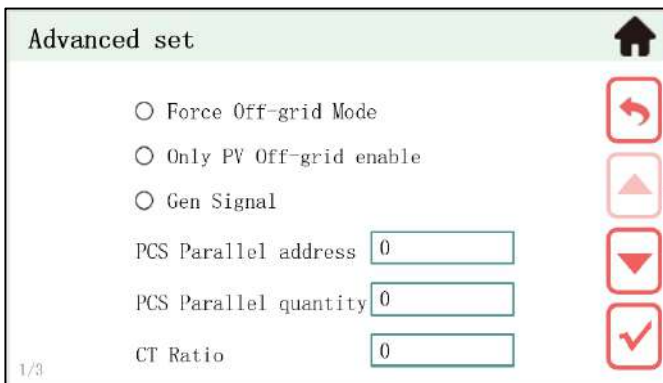 Advanced set
Force Off-grid Mode
Only PV Off-grid enable
Gen Signal
PCS Parallel address 0
PCS Parallel quantity 0
CT Ratio 0
1/3